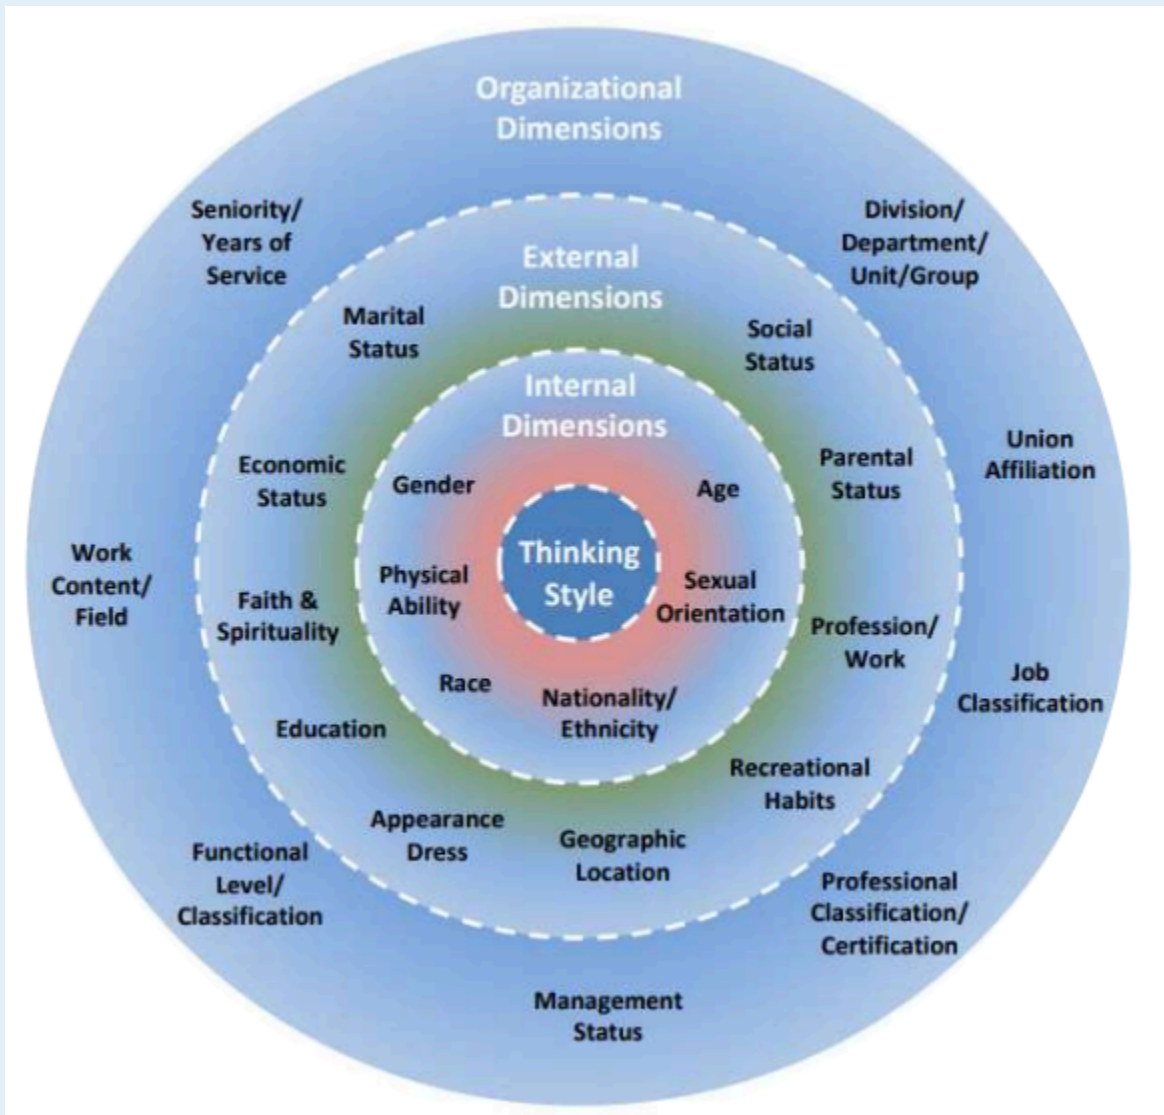 Organizational
Dimensions
Seniority/
Years of
Service
Division/
Department/
Unit/Group
Union
Affiliation
Work
Content/
Field
Job
Classification
Functional
Level/
Classification
Professional
Classification/
Certification
Management
Status
External
Dimensions
Marital
Status
Social
Status
Economic
Status
Parental
Status
Faith &
Spirituality
Profession/
Work
Education
Recreational
Habits
Appearance
Dress
Geographic
Location
Internal
Dimensions
Gender
Age
Physical
Ability
Sexual
Orientation
Race
Nationality/
Ethnicity
Thinking
Style